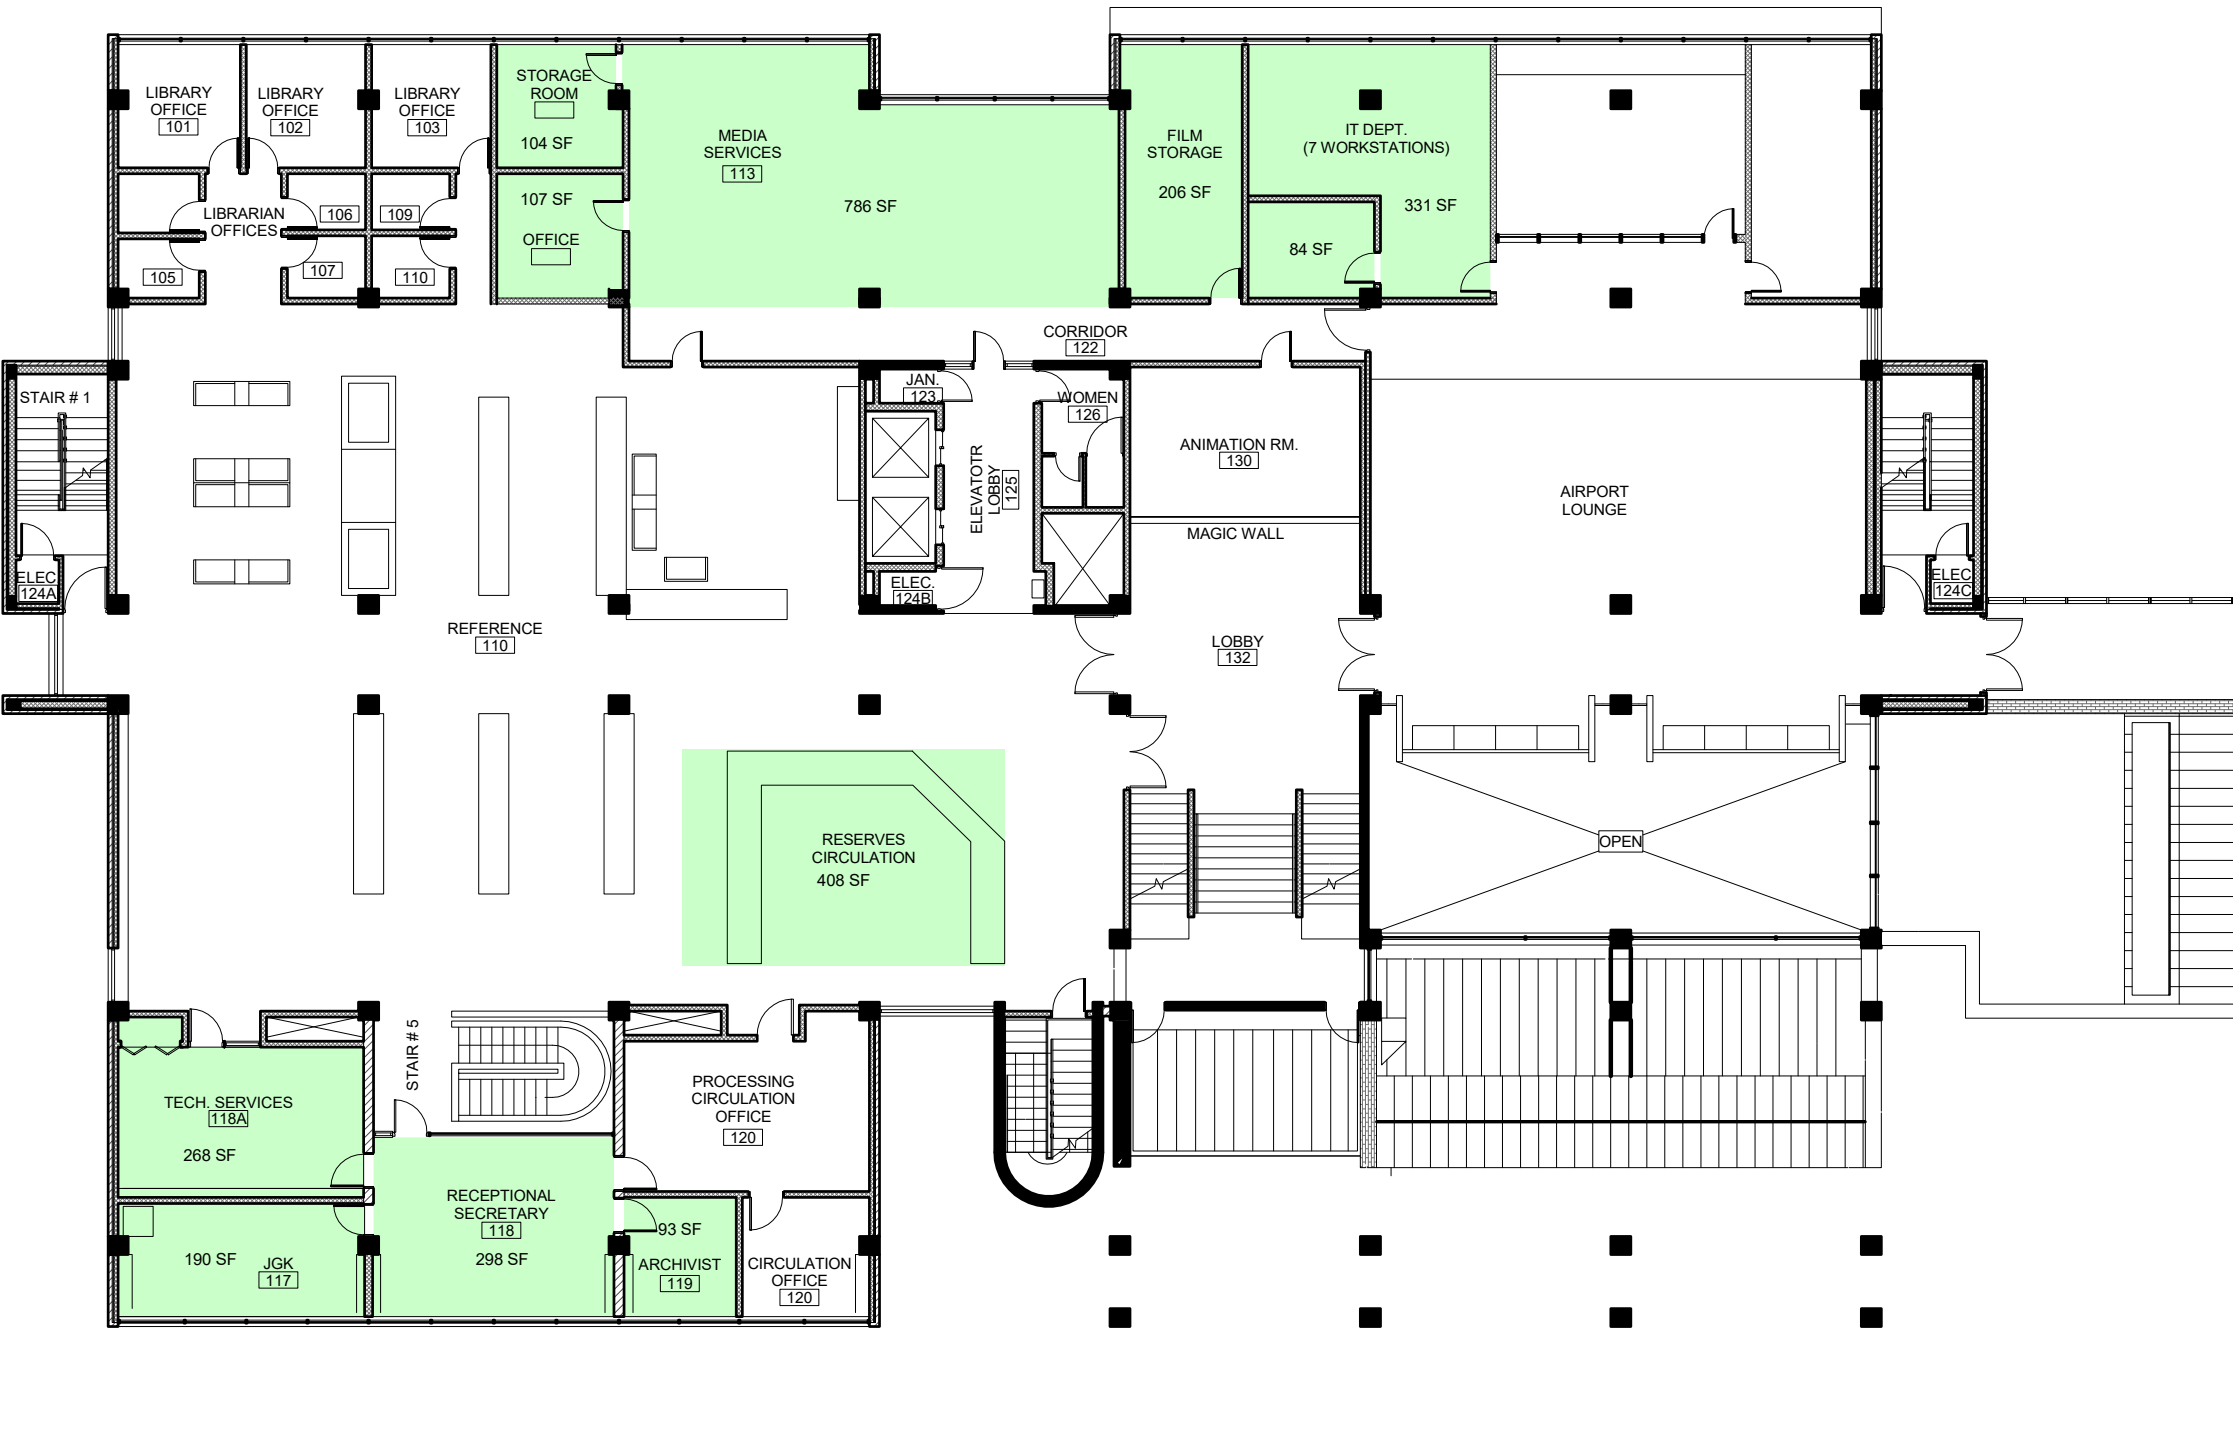 LIBRARY
OFFICE
101
LIBRARY
OFFICE
102
LIBRARY
OFFICE
103
STORAGE
ROOM
104 SF
MEDIA
SERVICES
113
786 SF
FILM
STORAGE
206 SF
IT DEPT.
(7 WORKSTATIONS)
331 SF
84 SF
107 SF
OFFICE
LIBRARIAN
OFFICES
106
109
105
107
110
CORRIDOR
122
STAIR # 1
JAN.
123
WOMEN
126
ELEVATOTR
LOBBY
125
ANIMATION RM.
130
MAGIC WALL
AIRPORT
LOUNGE
ELEC
124A
ELEC.
124B
ELEC
124C
REFERENCE
110
LOBBY
132
RESERVES
CIRCULATION
408 SF
OPEN
STAIR # 5
TECH. SERVICES
118A
268 SF
PROCESSING
CIRCULATION
OFFICE
120
RECEPTIONAL
SECRETARY
118
298 SF
190 SF
JGK
117
93 SF
ARCHIVIST
119
CIRCULATION
OFFICE
120